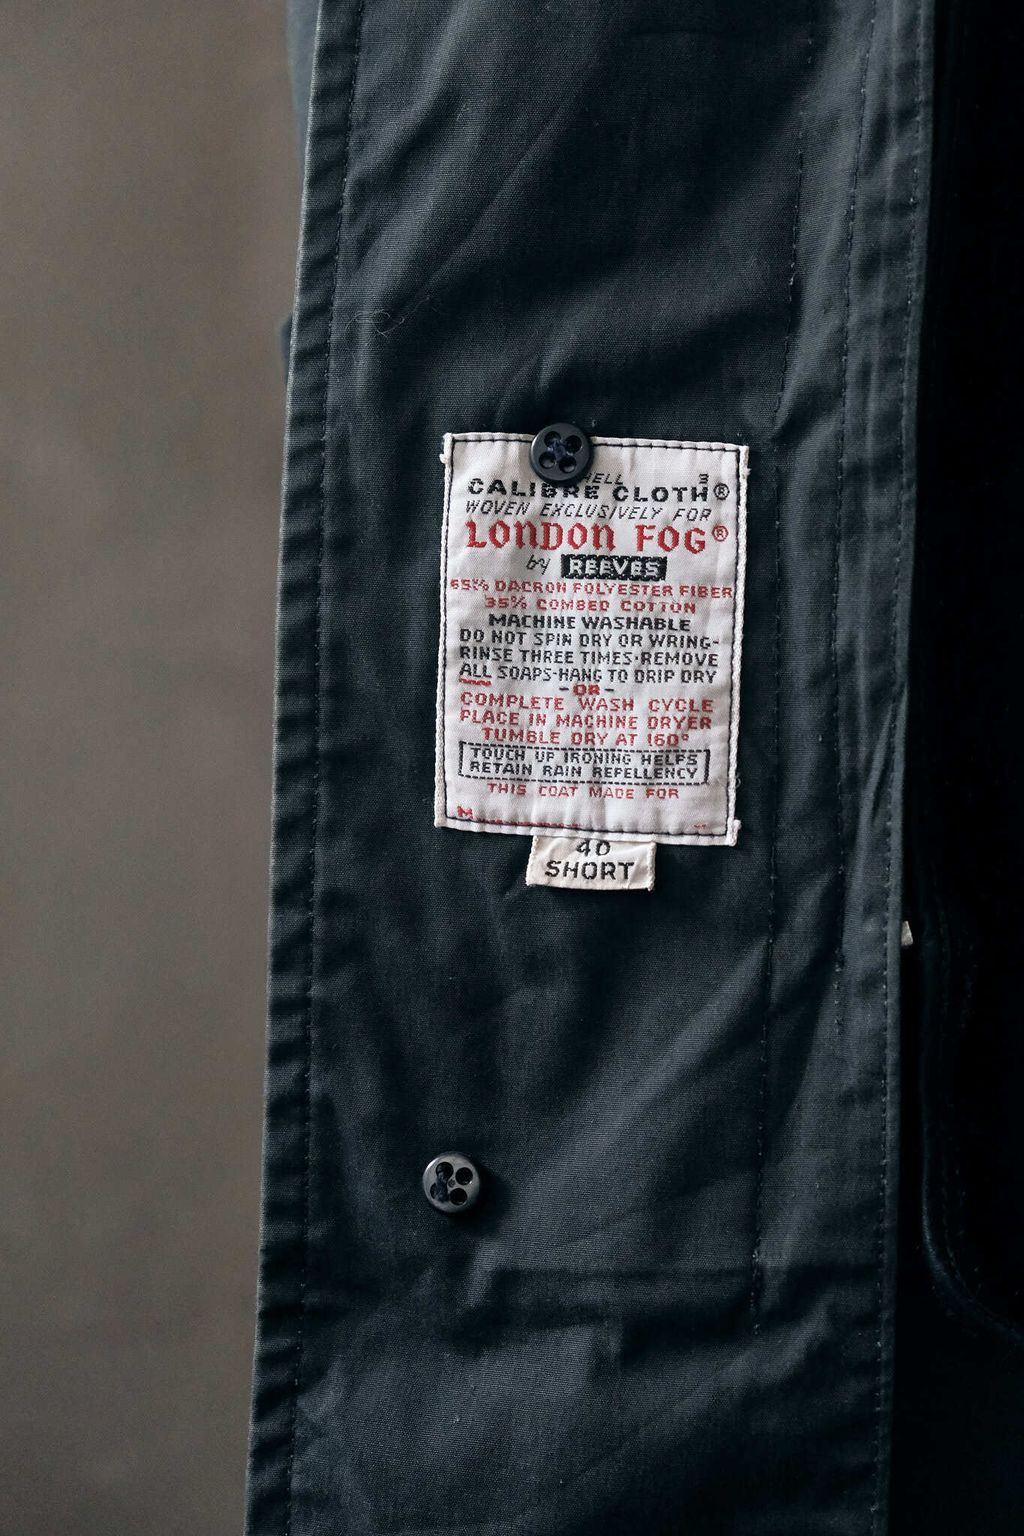 3
CALIBRE CLOTH®
WOVEN EXCLUSIVELY FOR
LONDON FOG®
by REEVES
65% DACRON POLYESTER FIBER
35% COMBED COTTON
MACHINE WASHABLE
DO NOT SPIN DRY OR WRING-
RINSE THREE TIMES·REMOVE
ALL SOAPS-HANG TO DRIP DRY
-OR-
COMPLETE WASH CYCLE
PLACE IN MACHINE DRYER
TUMBLE DRY AT 160°
TOUCH UP IRONING HELPS
RETAIN RAIN REPELLENCY
THIS COAT MADE FOR
M
40
SHORT